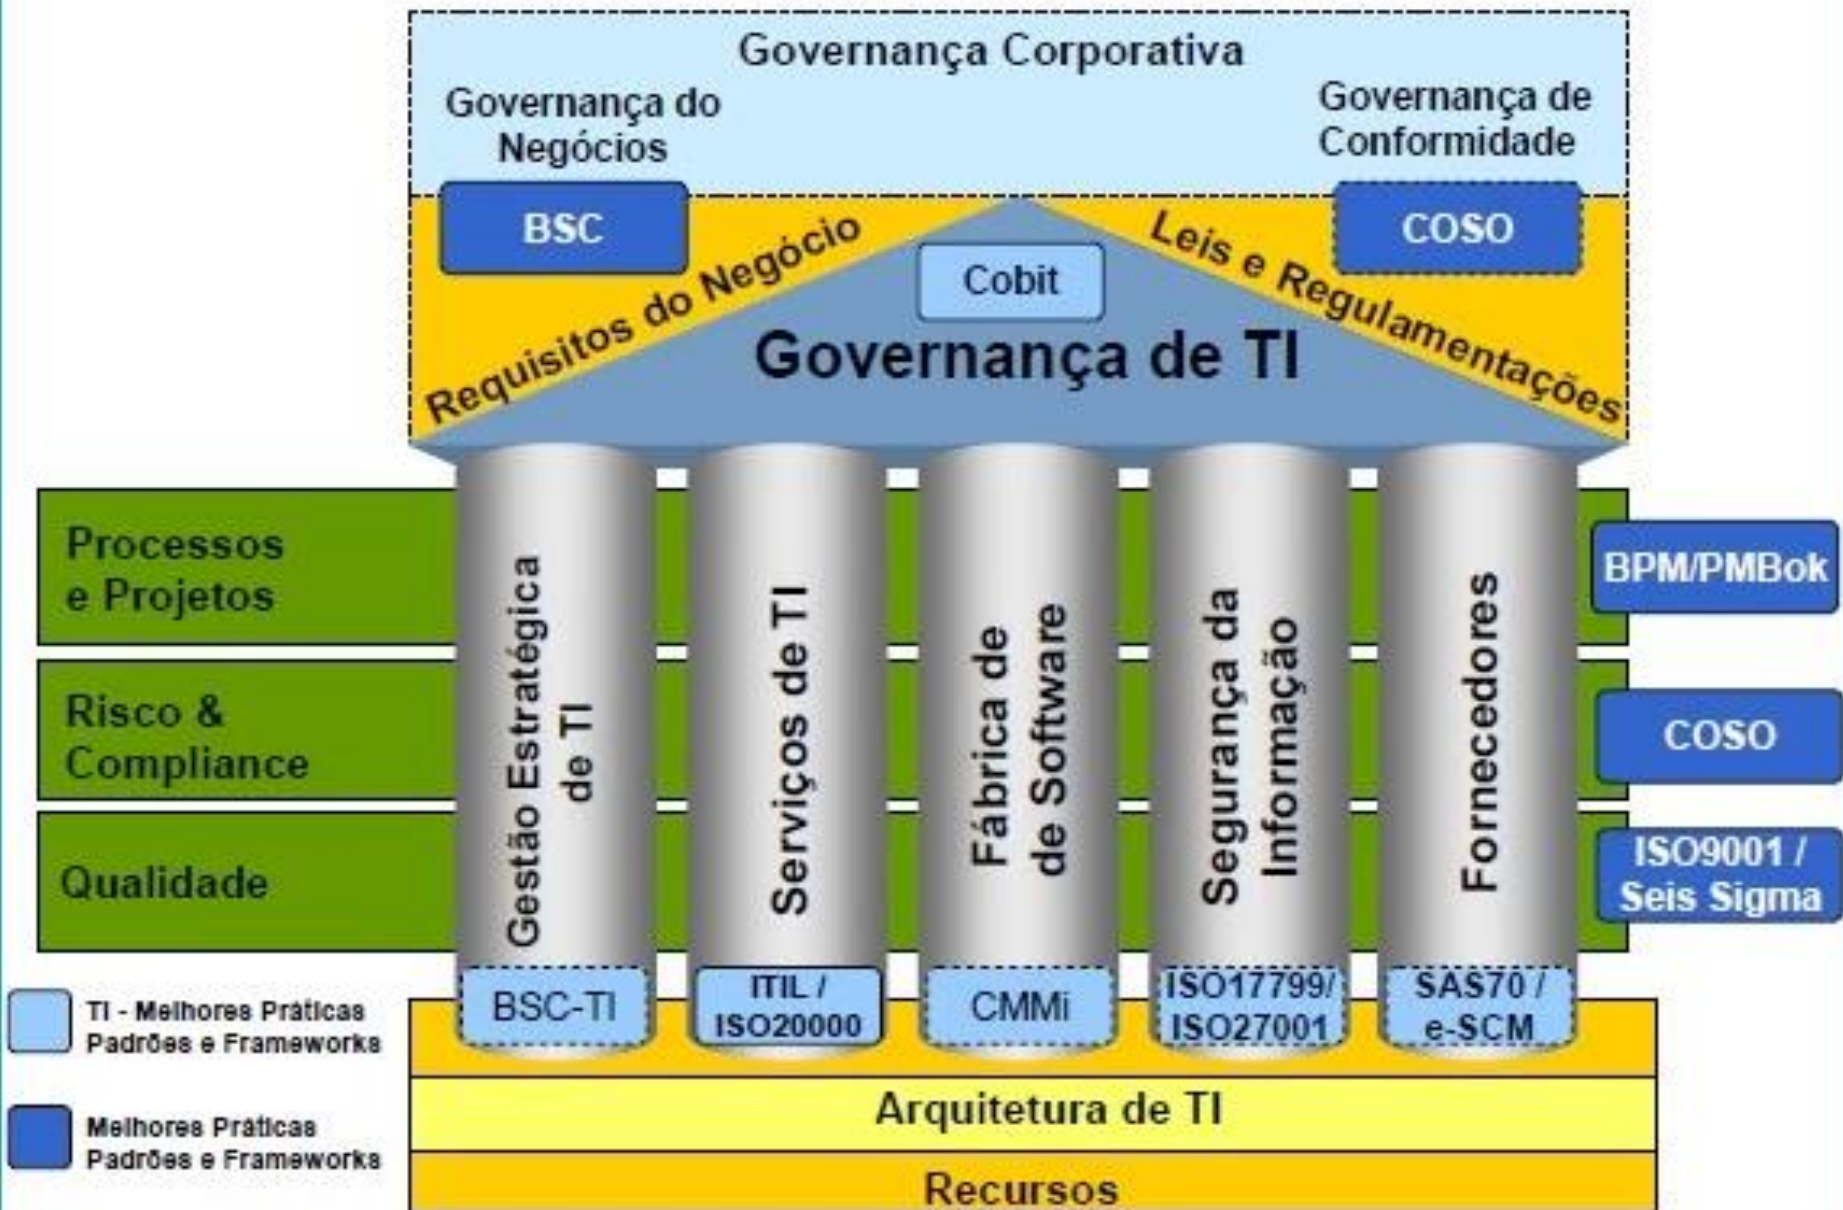 Governança Corporativa
Governança do
Negócios
Governança de
Conformidade
BSC
COSO
Requisitos do Negócio
Leis e Regulamentações
Cobit
Governança de TI
Processos
e Projetos
BPM/PMBok
Risco &
Compliance
COSO
Qualidade
ISO9001 /
Seis Sigma
Gestão Estratégica
de TI
Serviços de TI
Fábrica de
de Software
Segurança da
Informação
Fornecedores
BSC-TI
ITIL /
ISO20000
CMMi
ISO17799/
ISO27001
SAS70 /
e-SCM
TI - Melhores Práticas
Padrões e Frameworks
Melhores Práticas
Padrões e Frameworks
Arquitetura de TI
Recursos